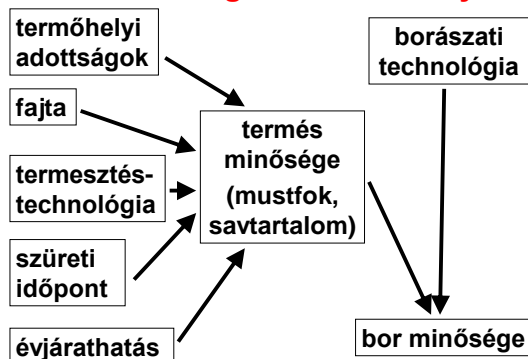 termőhelyi
adottságok
fajta
termesztés-
technológia
szüreti
időpont
évjárathatás
termés
minősége
(mustfok,
savtartalom)
borászati
technológia
bor minősége